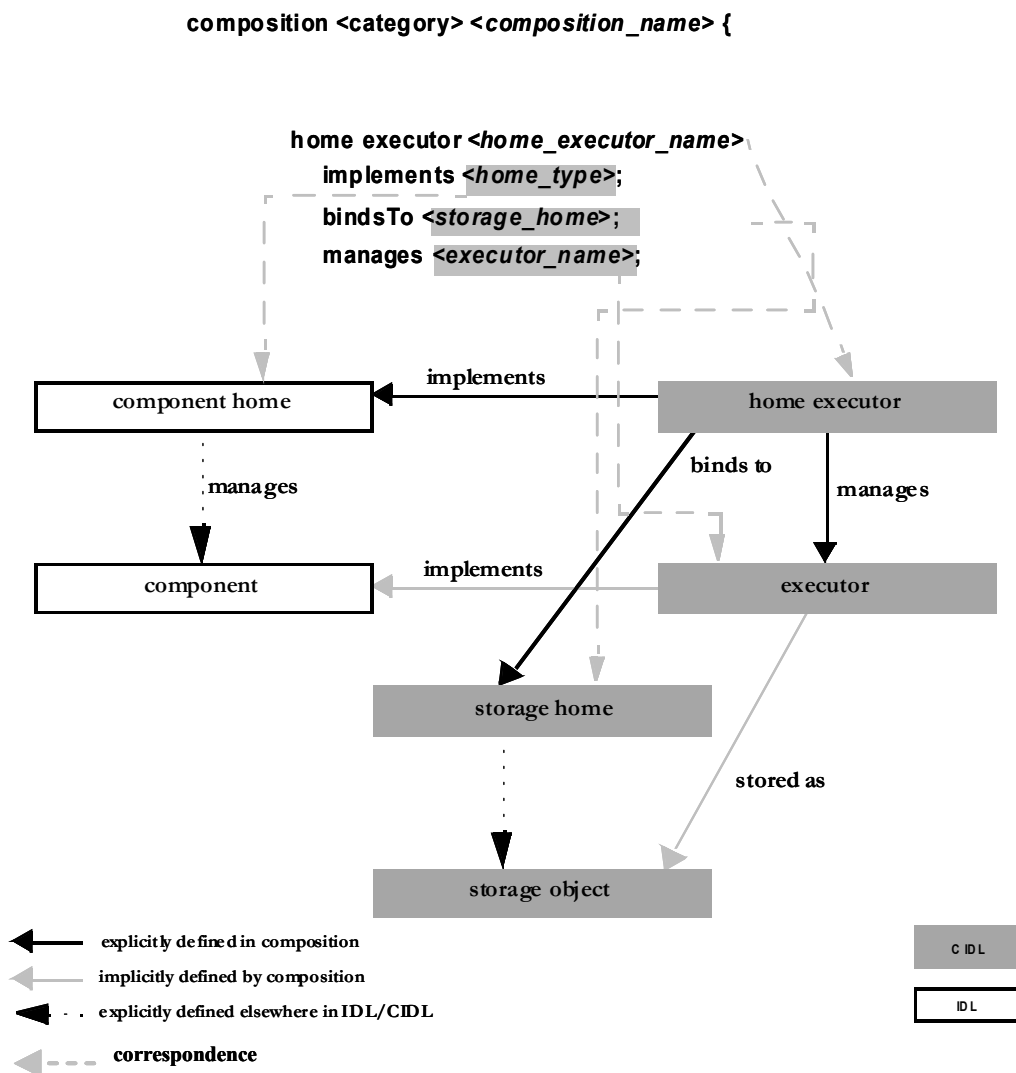 composition <category> <composition_name> {
home executor <home_executor_name>
implements <home_type>;
bindsTo <storage_home>;
manages <executor_name>;
implements
component home
home executor
binds to
manages
manages
implements
component
executor
storage home
stored as
storage object
explicitly defined in composition
implicitly defined by composition
explicitly defined elsewhere in IDL/CIDL
correspondence
CIDL
IDL